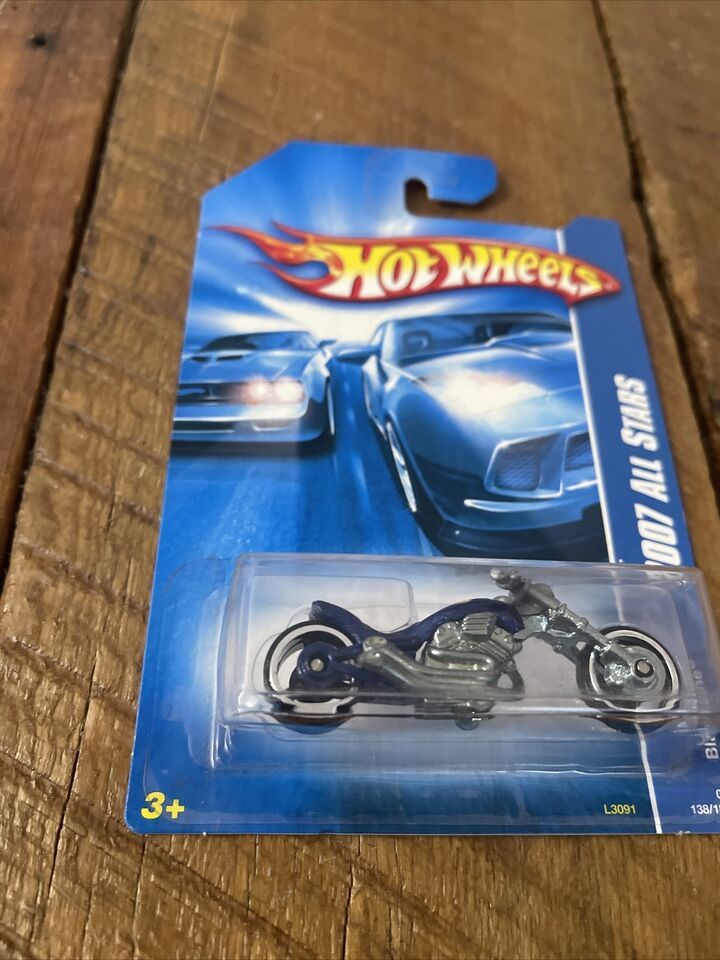 HOT WHEELS
2007 ALL STARS
3+
L3091
138/1